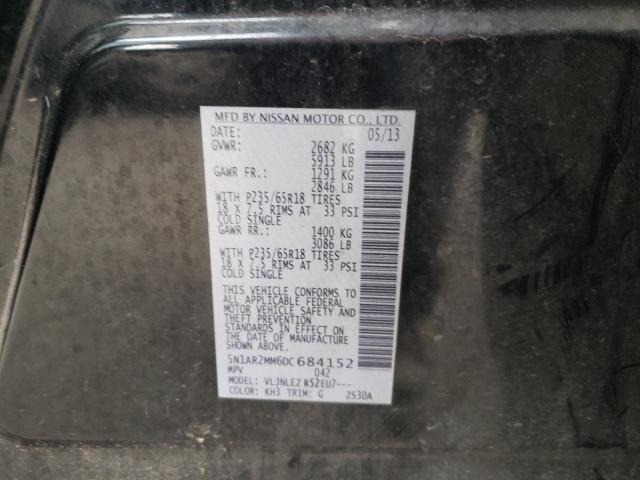 MFD BY NISSAN MOTOR CO., LTD.
DATE: 05/13
GVWR: 2682 KG
5913 LB
GAWR FR.: 1291 KG
2846 LB
WITH P235/65R18 TIRES
18 X 7.5 RIMS AT 33 PSI
COLD SINGLE
GAWR RR.: 1400 KG
3086 LB
WITH P235/65R18 TIRES
18 X 7.5 RIMS AT 33 PSI
COLD SINGLE
THIS VEHICLE CONFORMS TO
ALL APPLICABLE FEDERAL
MOTOR VEHICLE SAFETY AND
THEFT PREVENTION
STANDARDS IN EFFECT ON
THE DATE OF MANUFACTURE
SHOWN ABOVE.
5N1AR2MM6DC684152
MPV 042
MODEL: VLJNLEZ R52EU7---
COLOR: KH3 TRIM: G 2S30A